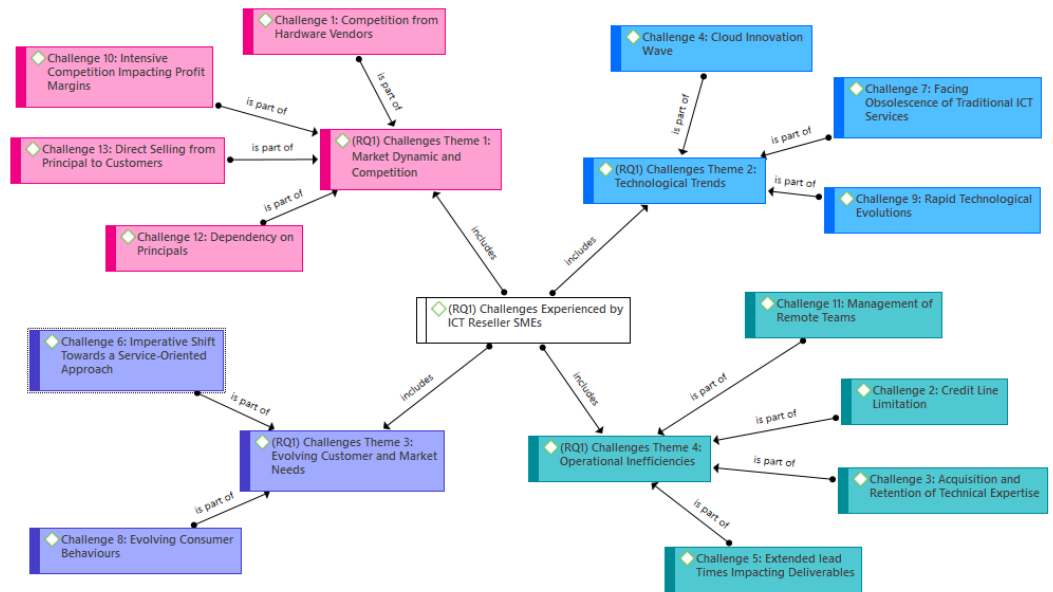 Challenge 1: Competition from
Hardware Vendors
Challenge 10: Intensive
Competition Impacting Profit
Margins
is part of
is part of
Challenge 13: Direct Selling from
Principal to Customers
is part of
(RQ1) Challenges Theme 1:
Market Dynamic and
Competition
is part of
Challenge 12: Dependency on
Principals
includes
Challenge 4: Cloud Innovation
Wave
Challenge 7: Facing
Obsolescence of Traditional ICT
Services
is part of
is part of
(RQ1) Challenges Theme 2:
Technological Trends
is part of
Challenge 9: Rapid Technological
Evolutions
includes
(RQ1) Challenges Experienced by
ICT Reseller SMEs
Challenge 6: Imperative Shift
Towards a Service-Oriented
Approach
includes
is part of
(RQ1) Challenges Theme 3:
Evolving Customer and Market
Needs
is part of
Challenge 8: Evolving Consumer
Behaviours
Challenge 11: Management of
Remote Teams
includes
is part of
Challenge 2: Credit Line
Limitation
is part of
(RQ1) Challenges Theme 4:
Operational Inefficiencies
is part of
Challenge 3: Acquisition and
Retention of Technical Expertise
is part of
Challenge 5: Extended lead
Times Impacting Deliverables